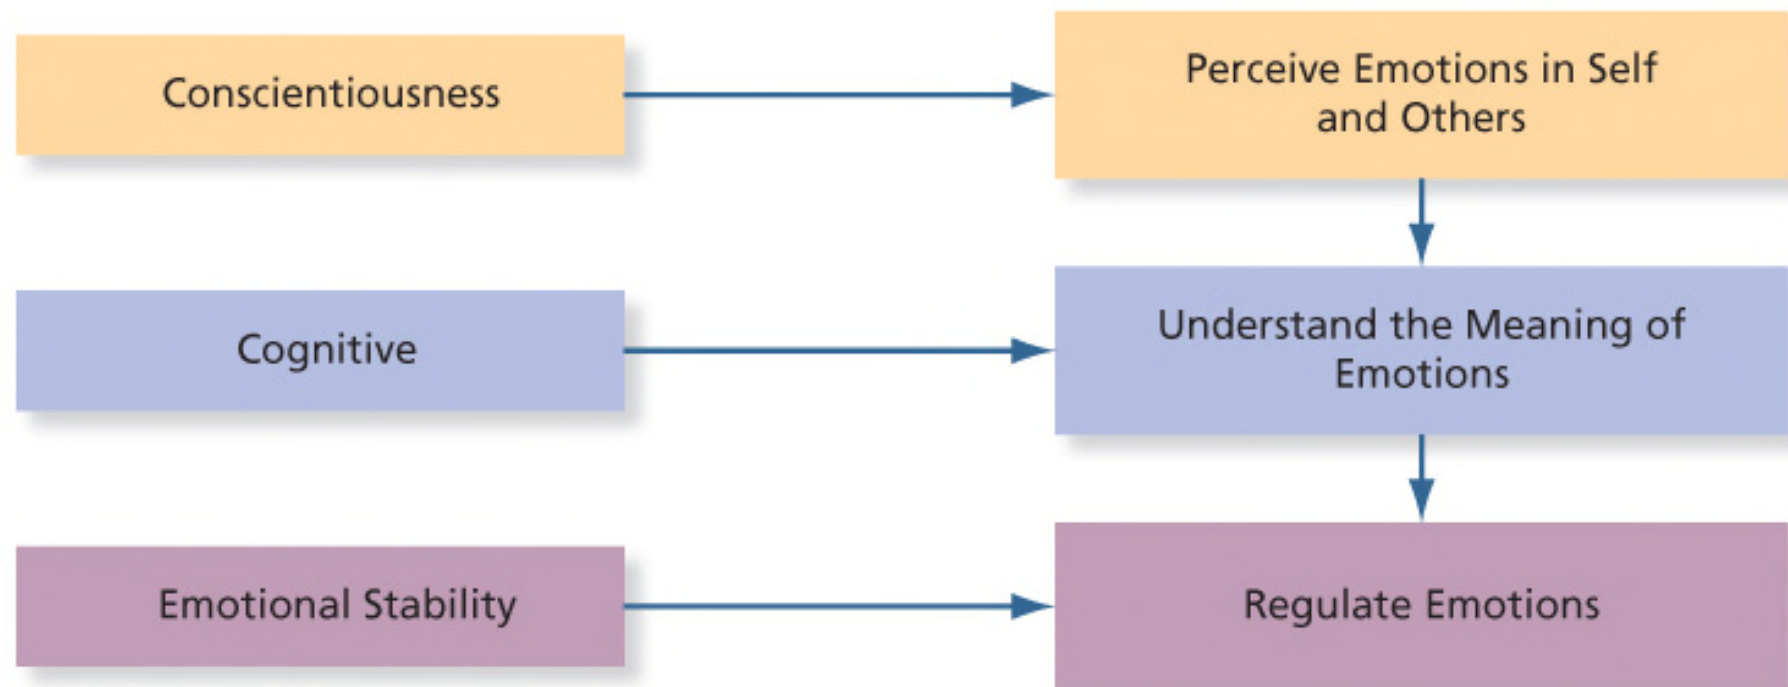 Conscientiousness
Perceive Emotions in Self
and Others
Cognitive
Understand the Meaning of
Emotions
Emotional Stability
Regulate Emotions